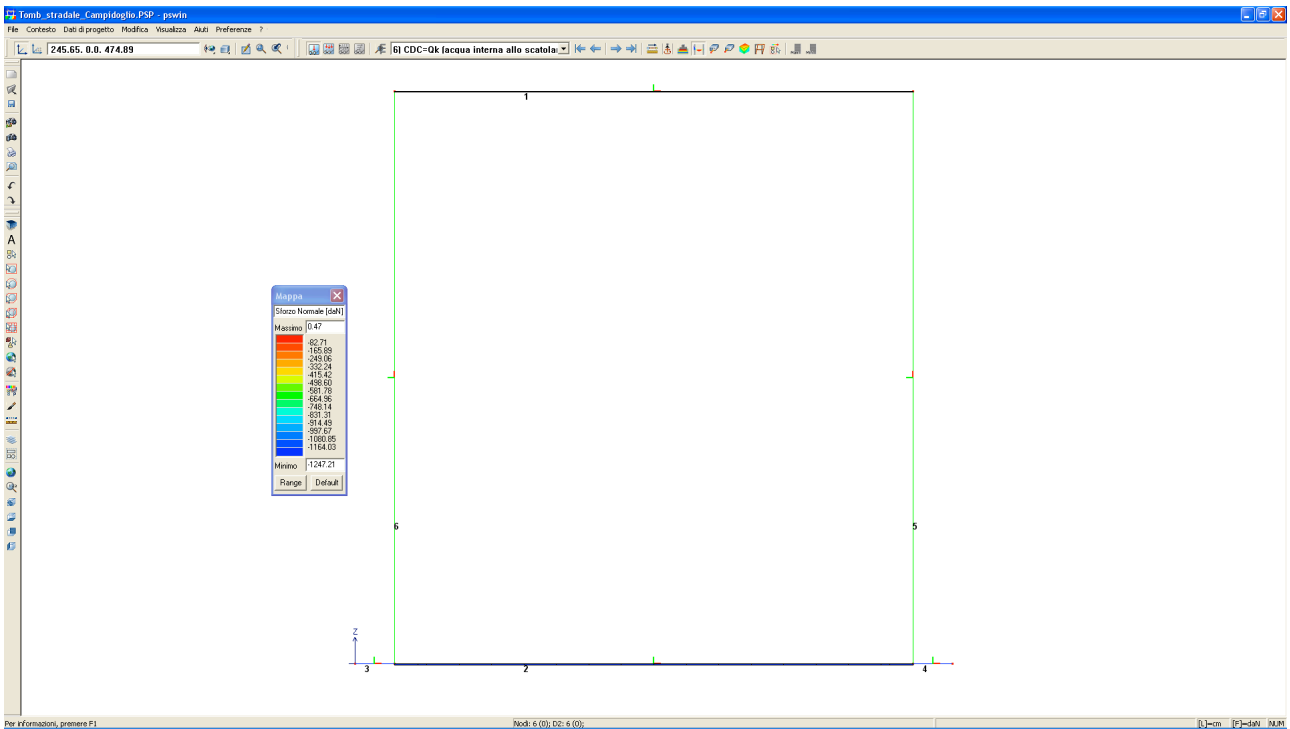 Tomb_stradale_Campidoglio.PSP - pswin
File Contesto Dati di progetto Modifica Visualizza Aiuti Preferenze ?
245.65. 0.0. 474.89
6) CDC=Qk (acqua interna allo scatola
1
Mappa
Sforzo Normale [daN]
Massimo 0.47
-82.71
-165.89
-249.06
-332.24
-415.42
-498.60
-581.78
-664.96
-748.14
-831.31
-914.49
-997.67
-1080.85
-1164.03
Minimo -1247.21
Range Default
A
6
5
Z
3
2
4
Per informazioni, premere F1
Nodi: 6 (0); D2: 6 (0);
[L]=cm [F]=daN NUM